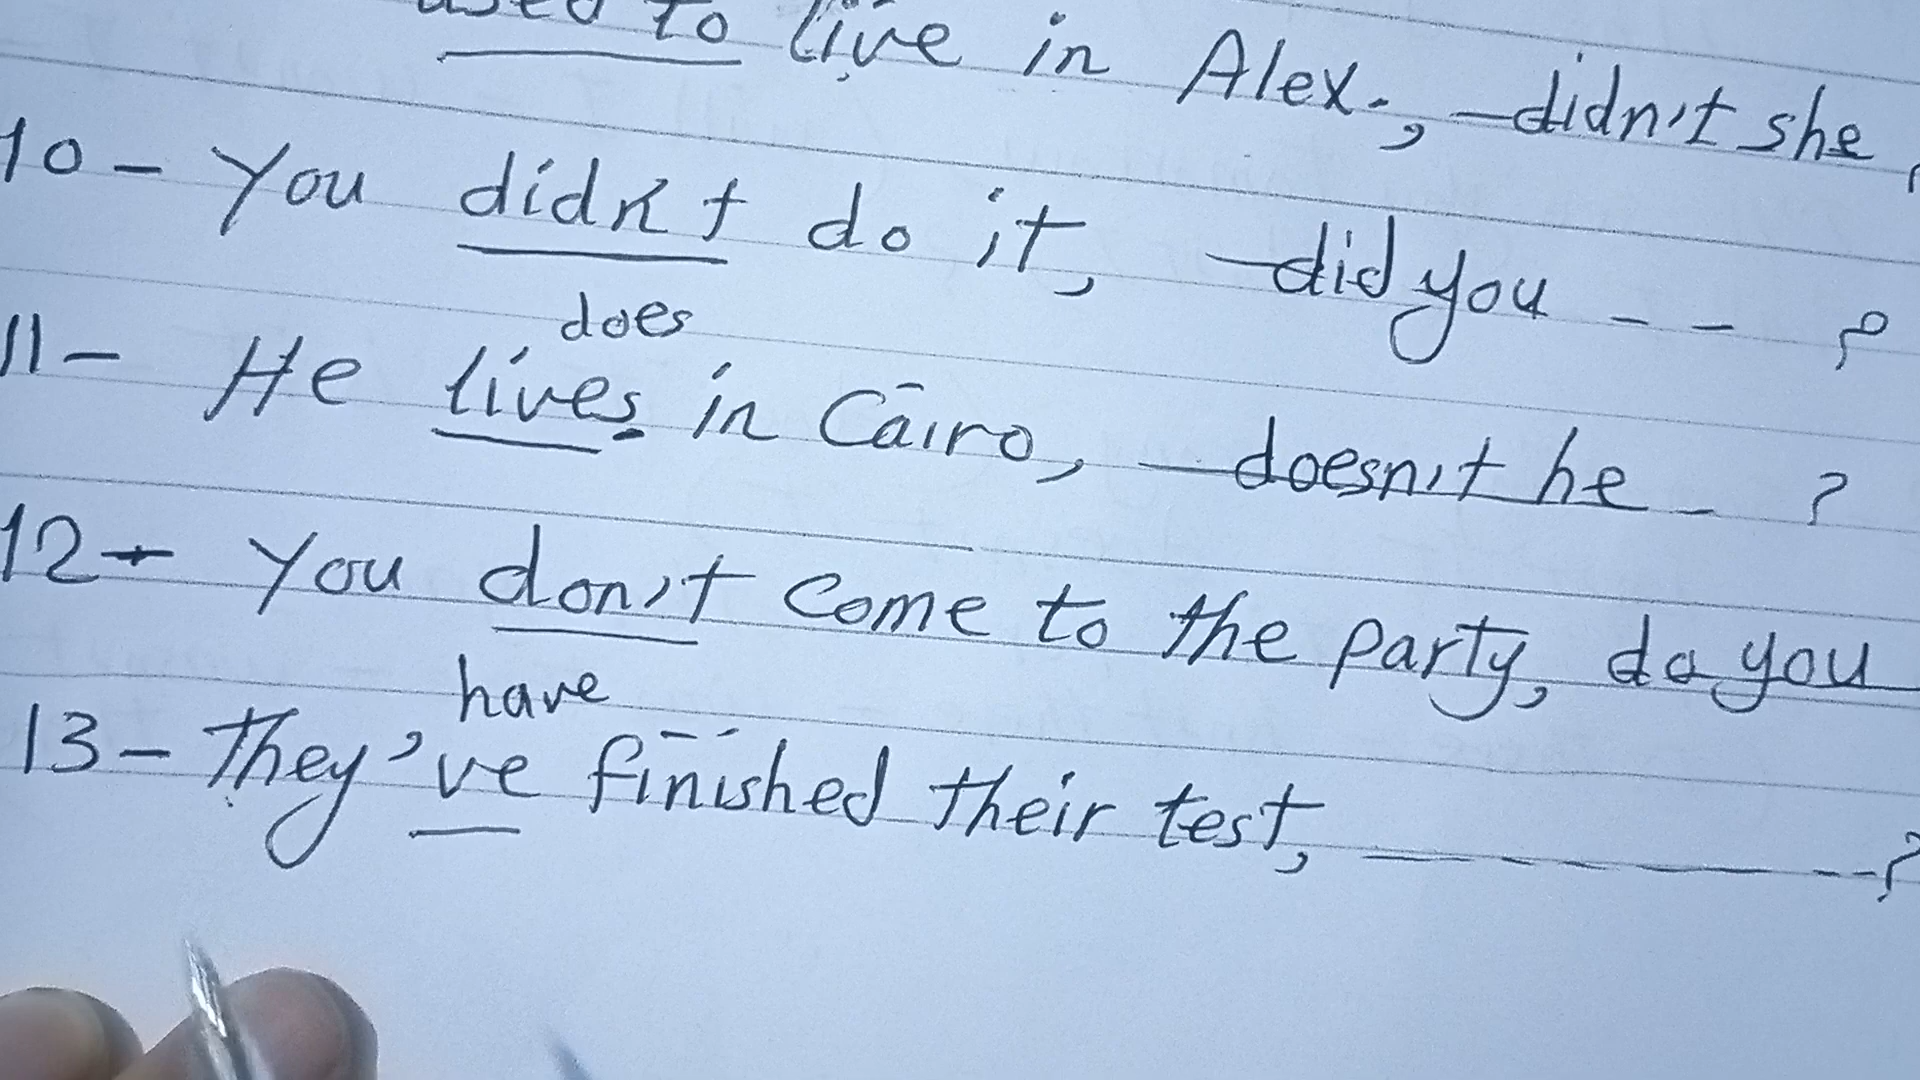 used to live in Alex., didn't she
10- You didn't do it, did you -- ?
does
11- He lives in Cairo, doesn't he - ?
12- You don't come to the party, do you
have
13- They've finished their test, ------?